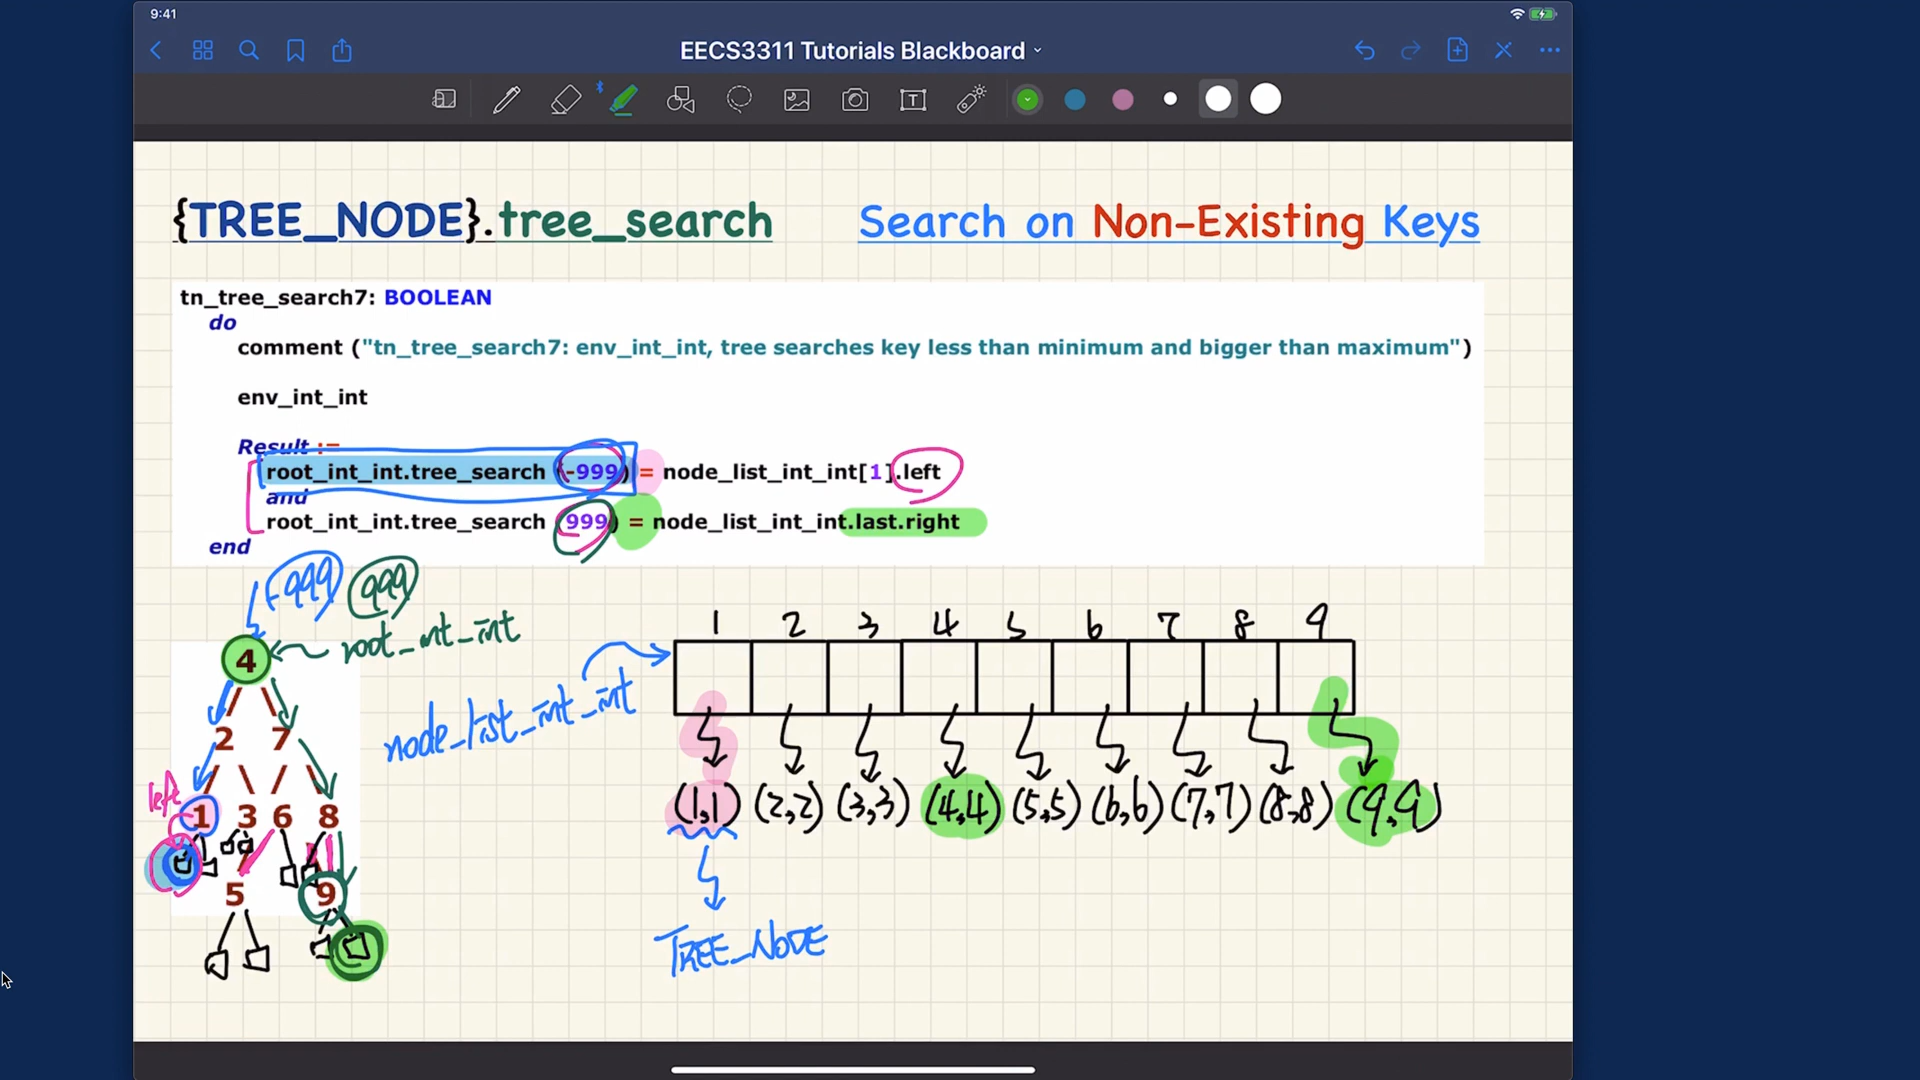 9:41
EECS3311 Tutorials Blackboard
{TREE_NODE}.tree_search
Search on Non-Existing Keys
tn_tree_search7: BOOLEAN
do
comment ("tn_tree_search7: env_int_int, tree searches key less than minimum and bigger than maximum")
env_int_int
Result :=
root_int_int.tree_search (-999) = node_list_int_int[1].left
and
root_int_int.tree_search (999) = node_list_int_int.last.right
end
-999 999
root_int_int
4
2 7
left
1 3 6 8
5 9
node_list_int_int
1 2 3 4 5 6 7 8 9
(1,1) (2,2) (3,3) (4,4) (5,5) (6,6) (7,7) (8,8) (9,9)
TREE_NODE